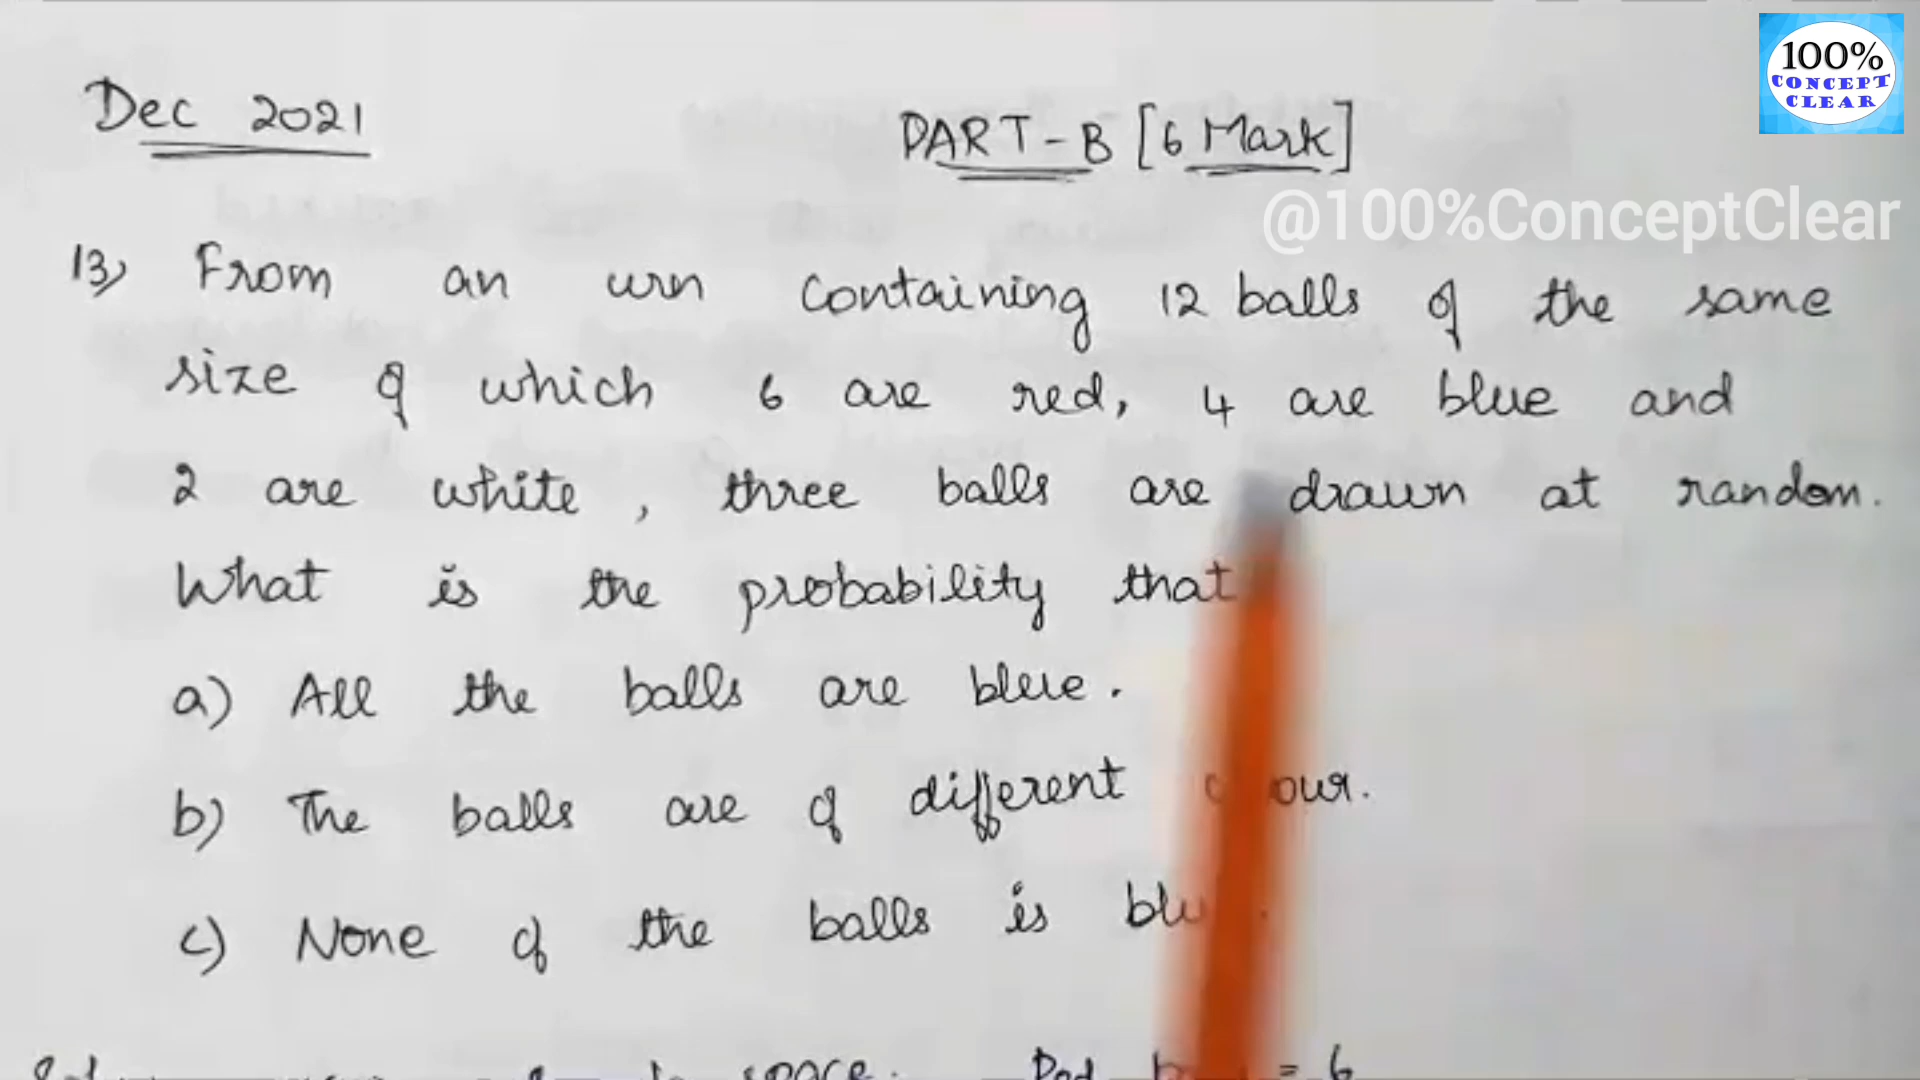 100%
CONCEPT
CLEAR
Dec 2021
PART-B [6 Mark]
@100%ConceptClear
13) From an urn containing 12 balls of the same
size of which 6 are red, 4 are blue and
2 are white, three balls are drawn at random.
What is the probability that
a) All the balls are blue.
b) The balls are of different
c) None of the balls is
space. = 6